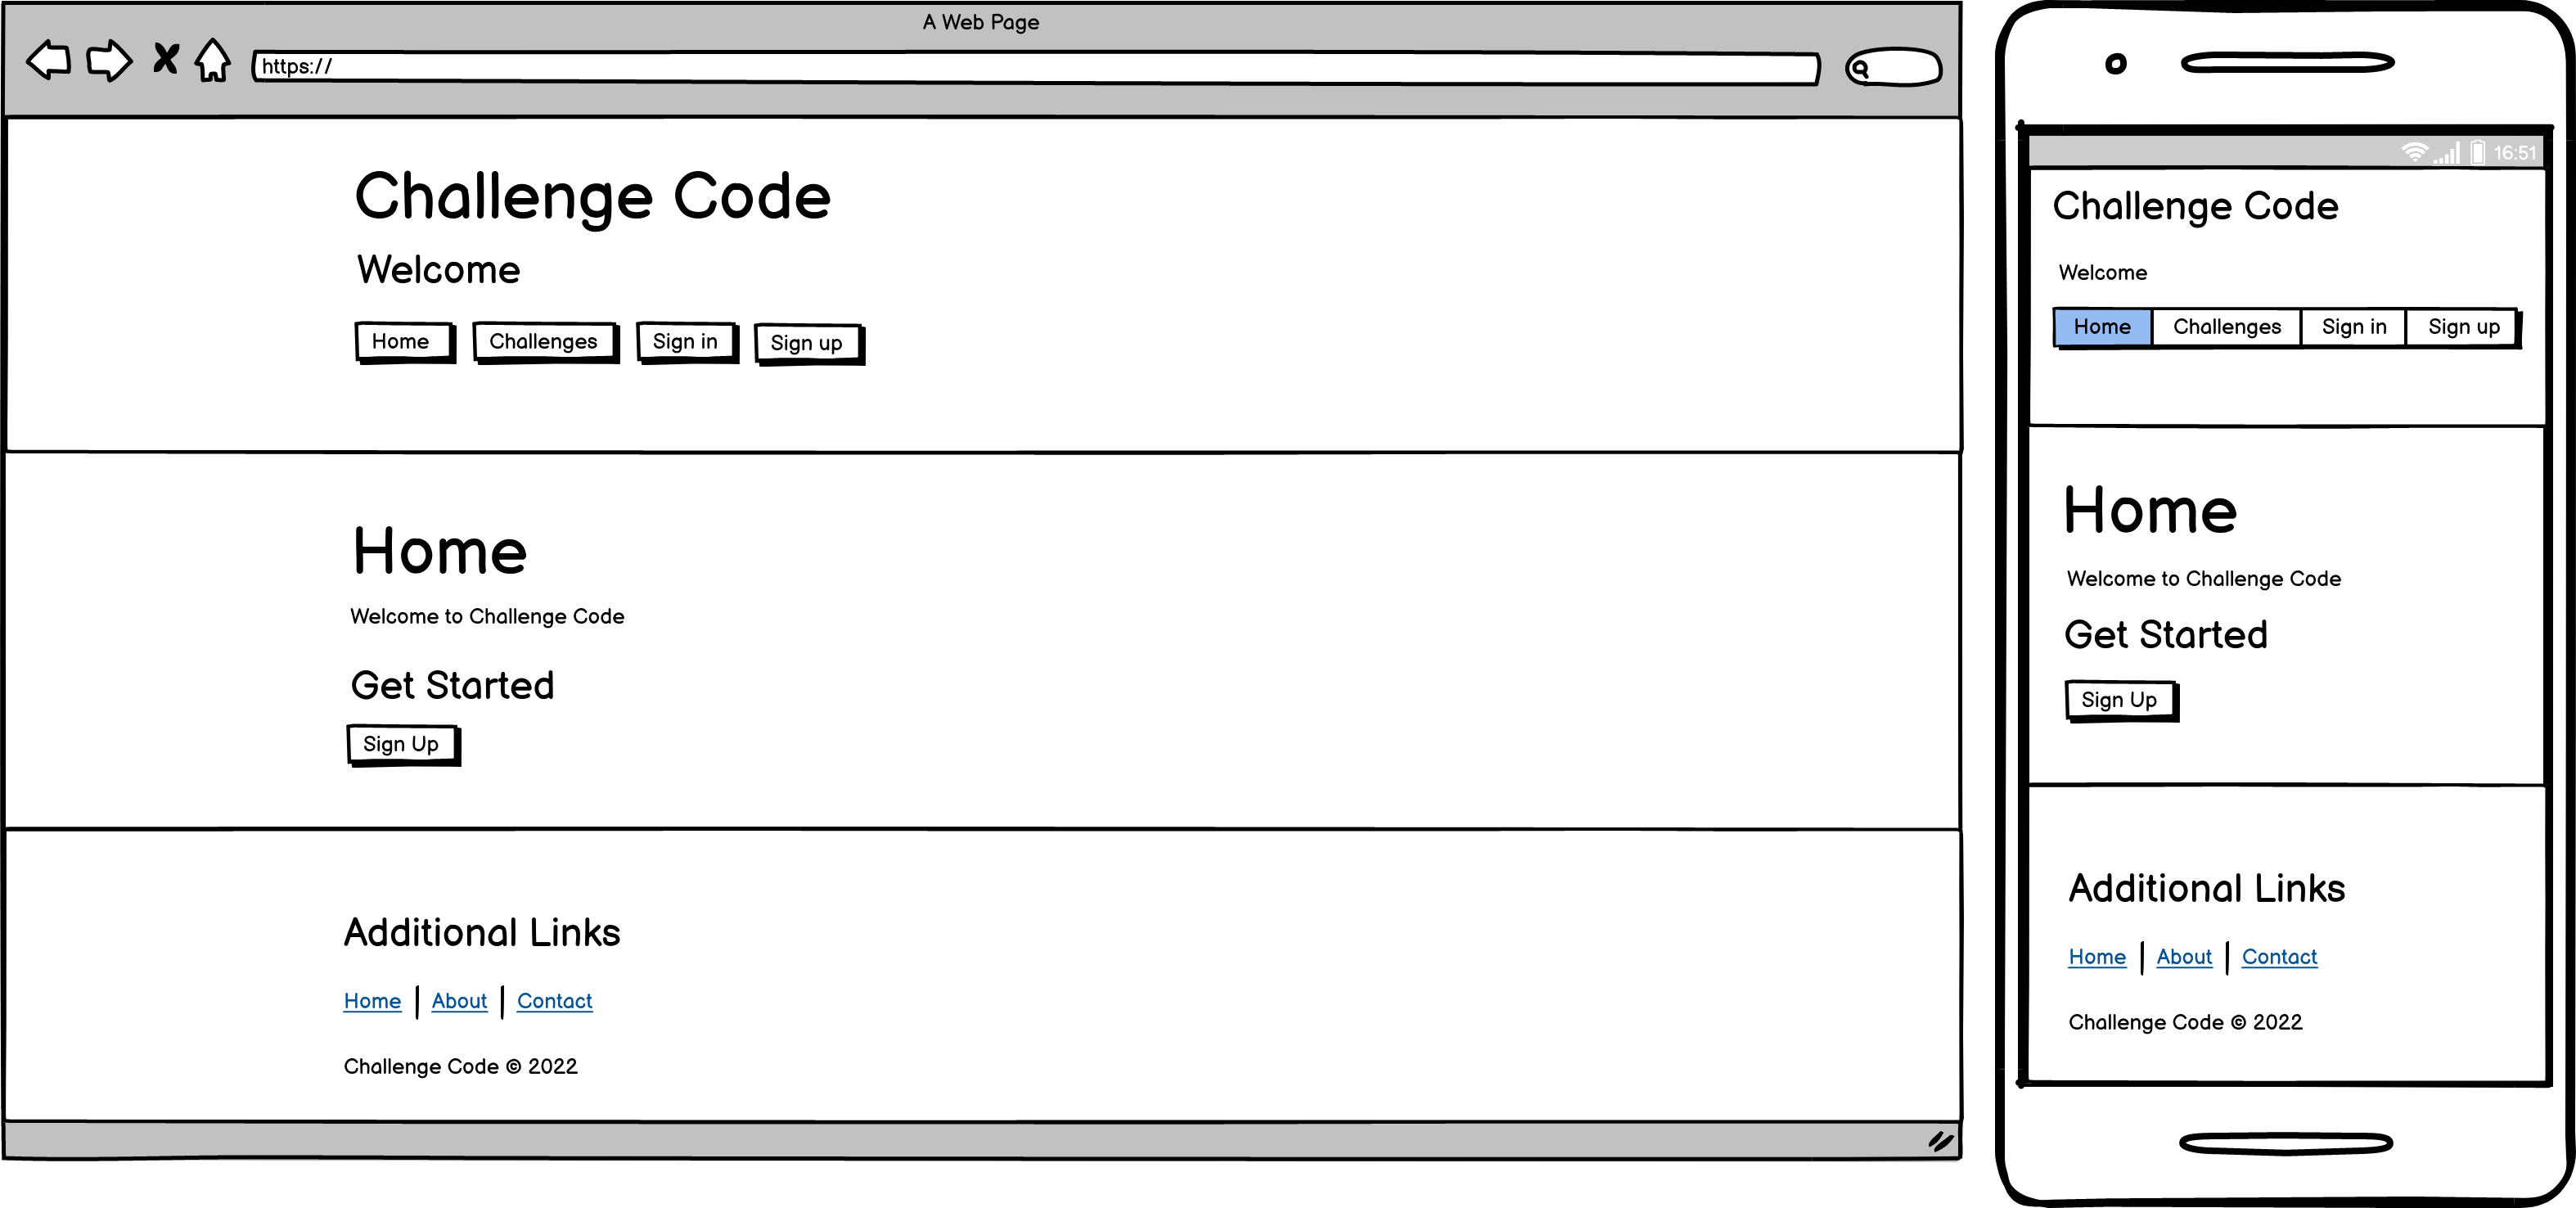 A Web Page
https://
Challenge Code
Welcome
Home Challenges Sign in Sign up
Home
Welcome to Challenge Code
Get Started
Sign Up
Additional Links
Home | About | Contact
Challenge Code © 2022
16:51
Challenge Code
Welcome
Home Challenges Sign in Sign up
Home
Welcome to Challenge Code
Get Started
Sign Up
Additional Links
Home | About | Contact
Challenge Code © 2022